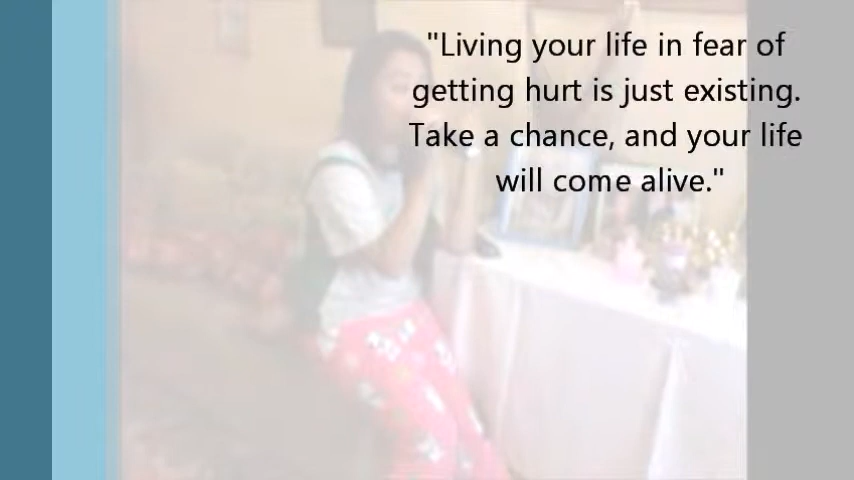 "Living your life in fear of
getting hurt is just existing.
Take a chance, and your life
will come alive."